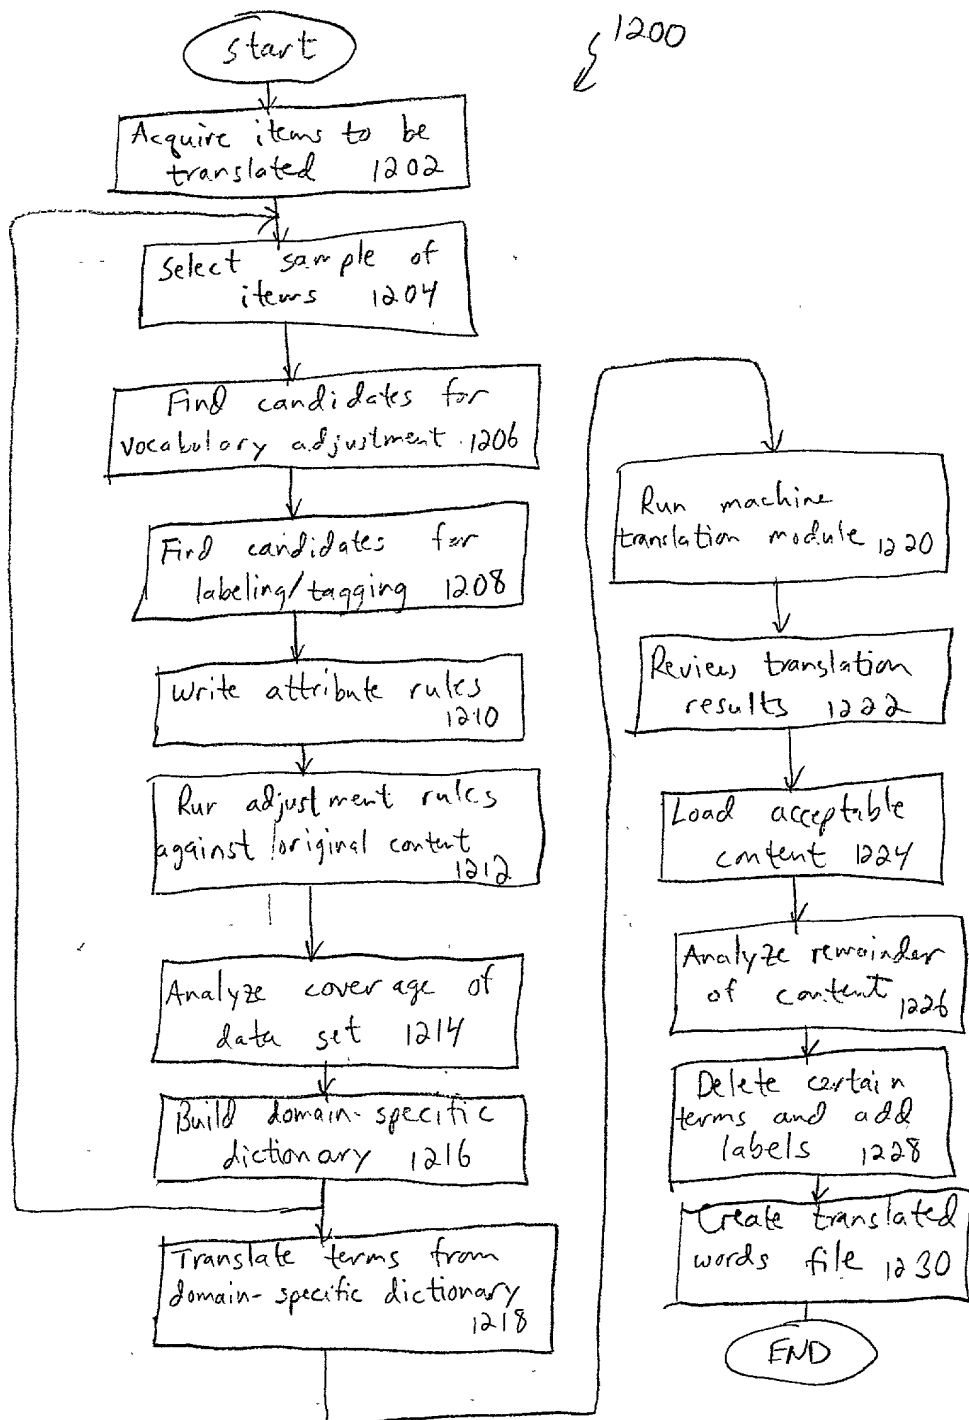 start
1200
Acquire items to be
translated 1202
Select sample of
items 1204
Find candidates for
vocabulary adjustment 1206
Find candidates for
labeling/tagging 1208
Write attribute rules
1210
Run adjustment rules
against original content
1212
Analyze coverage of
data set 1214
Build domain-specific
dictionary 1216
Translate terms from
domain-specific dictionary
1218
Run machine
translation module 1220
Review translation
results 1222
Load acceptable
content 1224
Analyze remainder
of content 1226
Delete certain
terms and add
labels 1228
Create translated
words file 1230
END